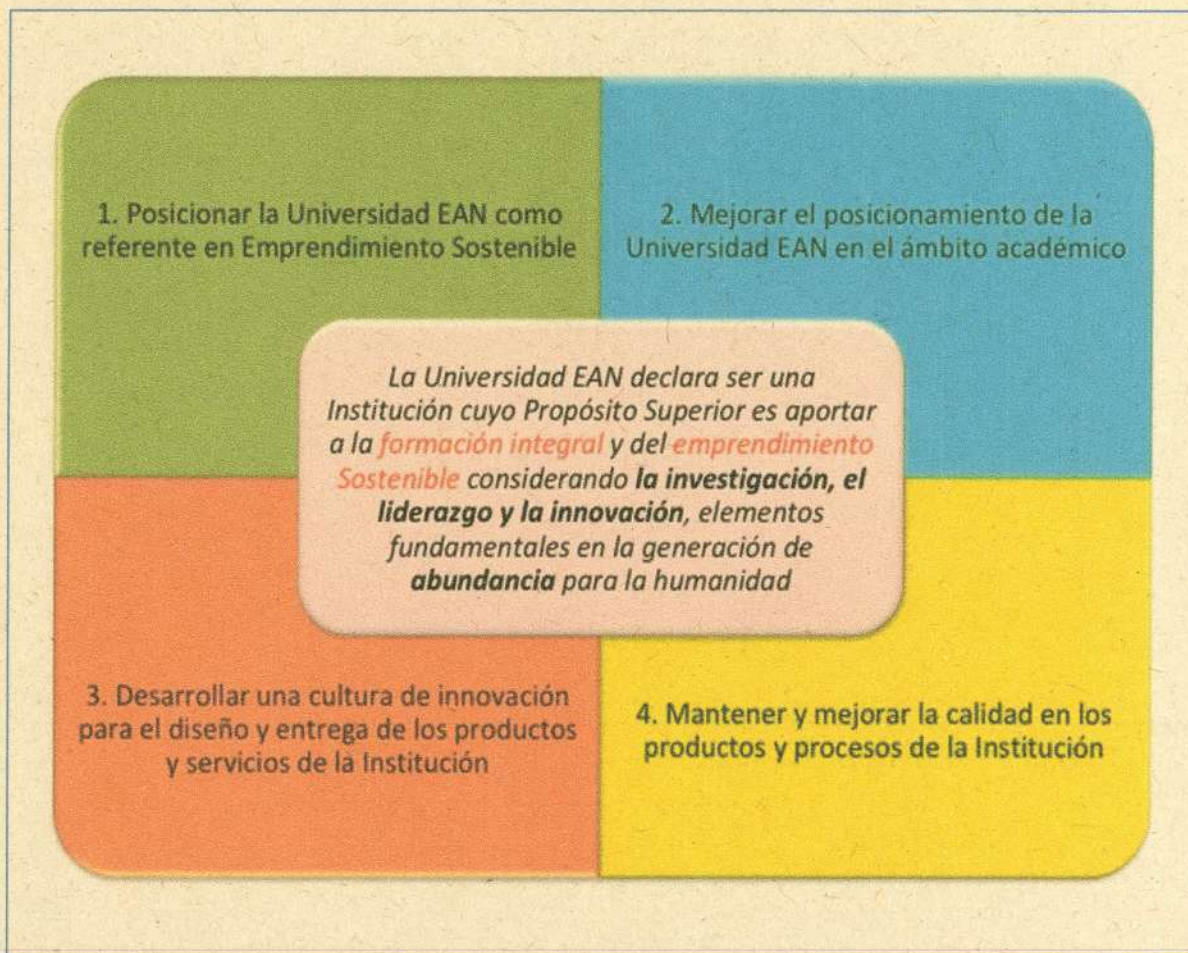 1. Posicionar la Universidad EAN como
referente en Emprendimiento Sostenible
2. Mejorar el posicionamiento de la
Universidad EAN en el ámbito académico
La Universidad EAN declara ser una
Institución cuyo Propósito Superior es aportar
a la formación integral y del emprendimiento
Sostenible considerando la investigación, el
liderazgo y la innovación, elementos
fundamentales en la generación de
abundancia para la humanidad
3. Desarrollar una cultura de innovación
para el diseño y entrega de los productos
y servicios de la Institución
4. Mantener y mejorar la calidad en los
productos y procesos de la Institución